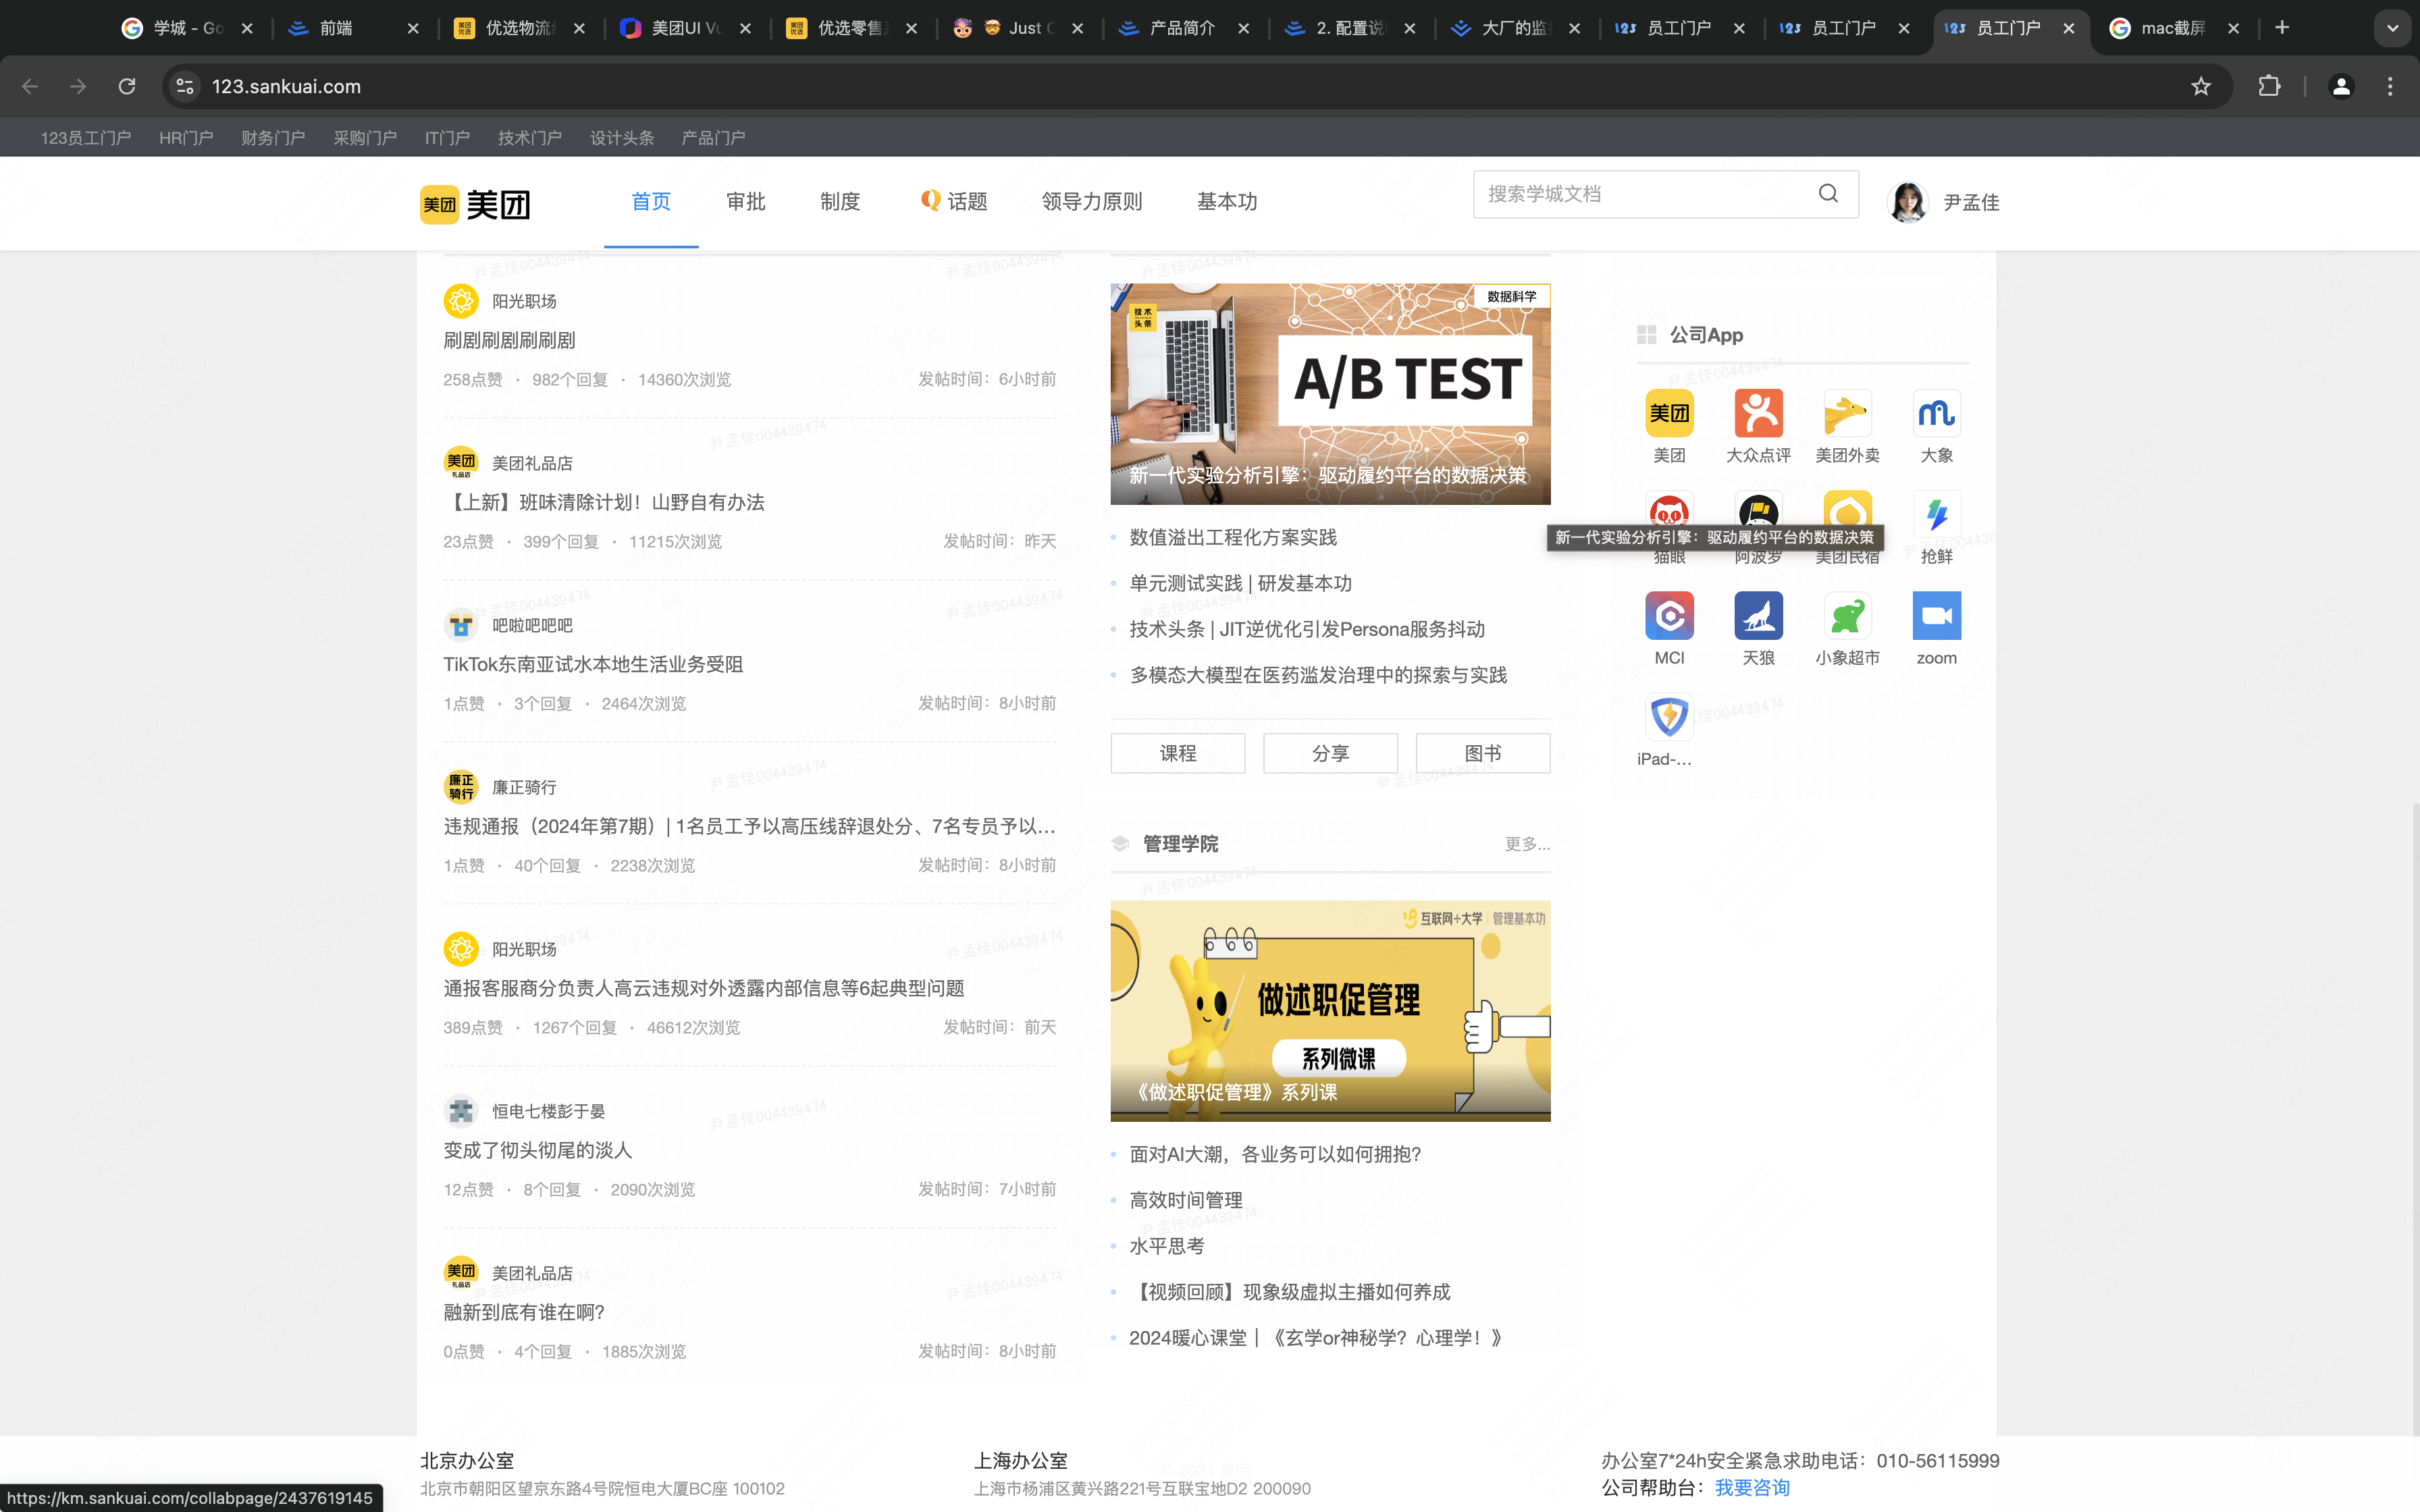 学城 - Go
前端
优选物流
美团UI Vu
优选零售
Just C
产品简介
2. 配置说
大厂的监
员工门户
员工门户
员工门户
mac截屏
123.sankuai.com
123员工门户
HR门户
财务门户
采购门户
IT门户
技术门户
设计头条
产品门户
美团 美团
首页
审批
制度
话题
领导力原则
基本功
搜索学城文档
尹孟佳
阳光职场
刷剧刷剧刷刷剧
258点赞 · 982个回复 · 14360次浏览
发帖时间：6小时前
美团礼品店
【上新】班味清除计划！山野自有办法
23点赞 · 399个回复 · 11215次浏览
发帖时间：昨天
吧啦吧吧吧
TikTok东南亚试水本地生活业务受阻
1点赞 · 3个回复 · 2464次浏览
发帖时间：8小时前
廉正骑行
廉正骑行
违规通报（2024年第7期）| 1名员工予以高压线辞退处分、7名专员予以…
1点赞 · 40个回复 · 2238次浏览
发帖时间：8小时前
阳光职场
通报客服商分负责人高云违规对外透露内部信息等6起典型问题
389点赞 · 1267个回复 · 46612次浏览
发帖时间：前天
恒电七楼彭于晏
变成了彻头彻尾的淡人
12点赞 · 8个回复 · 2090次浏览
发帖时间：7小时前
美团礼品店
融新到底有谁在啊？
0点赞 · 4个回复 · 1885次浏览
发帖时间：8小时前
技术头条
数据科学
A/B TEST
新一代实验分析引擎：驱动履约平台的数据决策
数值溢出工程化方案实践
单元测试实践 | 研发基本功
技术头条 | JIT逆优化引发Persona服务抖动
多模态大模型在医药滥发治理中的探索与实践
课程
分享
图书
管理学院
更多...
互联网+大学 | 管理基本功
做述职促管理
系列微课
《做述职促管理》系列课
面对AI大潮，各业务可以如何拥抱？
高效时间管理
水平思考
【视频回顾】现象级虚拟主播如何养成
2024暖心课堂 | 《玄学or神秘学？心理学！》
公司App
美团
美团
大众点评
美团外卖
大象
新一代实验分析引擎：驱动履约平台的数据决策
猫眼
阿波罗
美团民宿
抢鲜
MCI
天狼
小象超市
zoom
iPad-...
尹孟佳004439474
北京办公室
北京市朝阳区望京东路4号院恒电大厦BC座 100102
上海办公室
上海市杨浦区黄兴路221号互联宝地D2 200090
办公室7*24h安全紧急求助电话：010-56115999
公司帮助台：我要咨询
https://km.sankuai.com/collabpage/2437619145